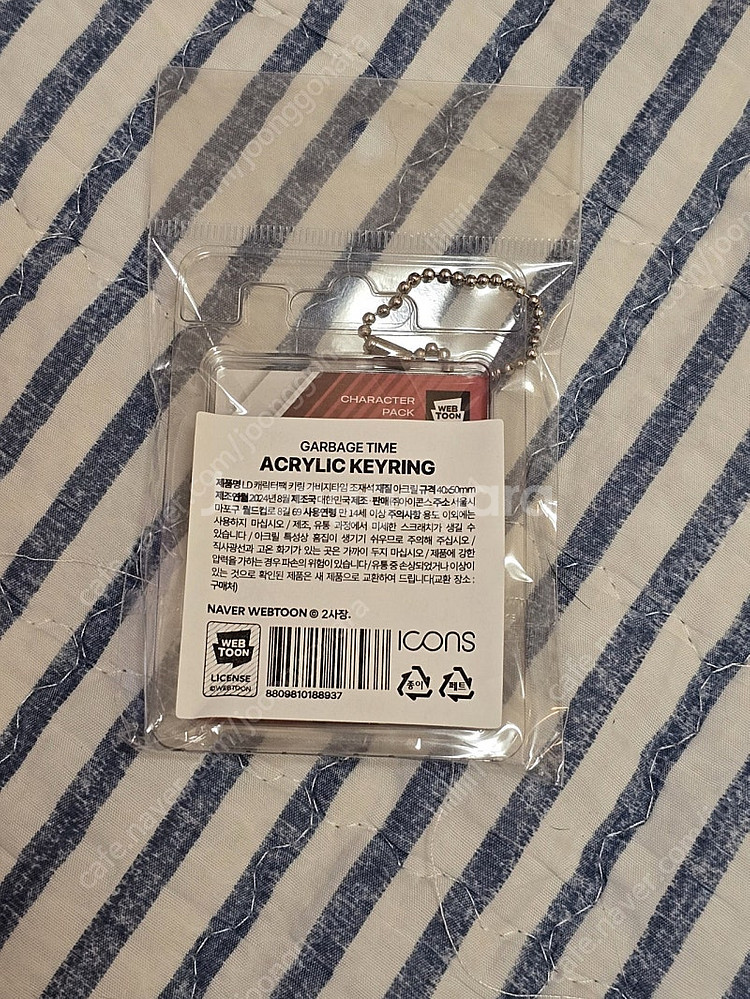 CHARACTER
PACK
WEB
TOON
GARBAGE TIME
ACRYLIC KEYRING
제품명 LD 캐릭터팩 키링 가비지타임 조재석 재질 아크릴 규격 40x50mm
제조연월 2024년 8월 제조국 대한민국 제조·판매 ㈜아이콘스 주소 서울시
마포구 월드컵로 8길 69 사용연령 만 14세 이상 주의사항 용도 이외에는
사용하지 마십시오 / 제조, 유통 과정에서 미세한 스크래치가 생길 수
있습니다 / 아크릴 특성상 흠집이 생기기 쉬우므로 주의해 주십시오 /
직사광선과 고온 화기가 있는 곳은 가까이 두지 마십시오 / 제품에 강한
압력을 가하는 경우 파손의 위험이 있습니다 / 유통 중 손상되었거나 이상이
있는 것으로 확인된 제품은 새 제품으로 교환하여 드립니다(교환 장소 :
구매처)
NAVER WEBTOON © 2사장.
WEB
TOON
LICENSE
©WEBTOON
8809810188937
ICONS
종이
페트
cafe.naver.com/joonggonara